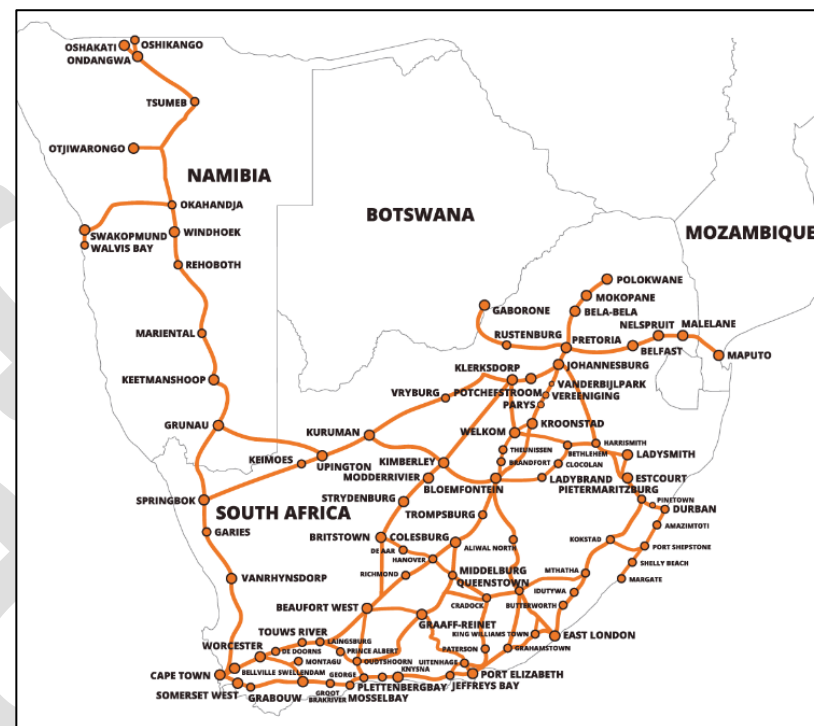 OSHAKATI
OSHIKANGO
ONDANGWA
TSUMEB
OTJIWARONGO
NAMIBIA
OKAHANDJA
BOTSWANA
SWAKOPMUND
WINDHOEK
WALVIS BAY
MOZAMBIQUE
REHOBOTH
POLOKWANE
MOKOPANE
GABORONE
BELA-BELA
NELSPRUIT
MALELANE
RUSTENBURG
MARIENTAL
PRETORIA
BELFAST
MAPUTO
KLERKSDORP
JOHANNESBURG
KEETMANSHOOP
VANDERBIJLPARK
VRYBURG
POTCHEFSTROOM
VEREENIGING
PARYS
GRUNAU
KROONSTAD
KURUMAN
WELKOM
HARRISMITH
THEUNISSEN
BETHLEHEM
LADYSMITH
KEIMOES
UPINGTON
KIMBERLEY
BRANDFORT
CLOCOLAN
MODDERRIVIER
LADYBRAND
ESTCOURT
BLOEMFONTEIN
PIETERMARITZBURG
SPRINGBOK
STRYDENBURG
PINETOWN
SOUTH AFRICA
TROMPSBURG
DURBAN
GARIES
AMAZIMTOTI
BRITSTOWN
COLESBURG
ALIWAL NORTH
KOKSTAD
DE AAR
HANOVER
PORT SHEPSTONE
RICHMOND
MIDDELBURG
MTHATHA
SHELLY BEACH
VANRHYNSDORP
QUEENSTOWN
IDUTYWA
MARGATE
BEAUFORT WEST
CRADOCK
BUTTERWORTH
GRAAFF-REINET
TOUWS RIVER
KING WILLIAMS TOWN
EAST LONDON
LAINGSBURG
WORCESTER
DE DOORNS
PRINCE ALBERT
PATERSON
GRAHAMSTOWN
MONTAGU
OUDTSHOORN
UITENHAGE
KNYSNA
CAPE TOWN
BELLVILLE
SWELLENDAM
GEORGE
PORT ELIZABETH
PLETTENBERGBAY
JEFFREYS BAY
SOMERSET WEST
GRABOUW
GROOT
BRAKRIVER
MOSSELBAY